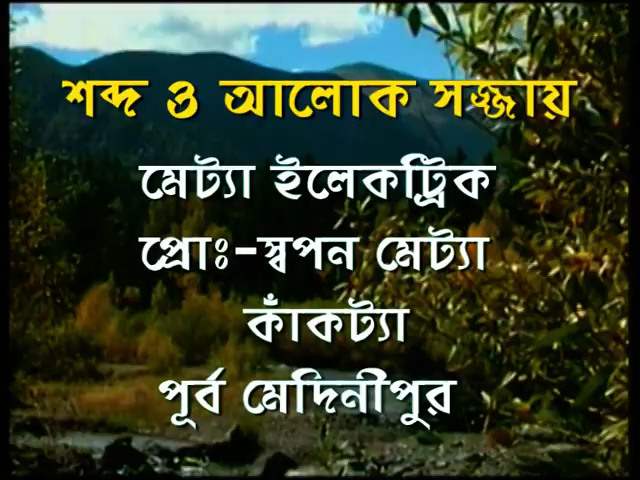 শব্দ ও আলোক সজ্জায়
মেট্যা ইলেকট্রিক
প্রোঃ-স্বপন মেট্যা
কাঁকট্যা
পূর্ব মেদিনীপুর